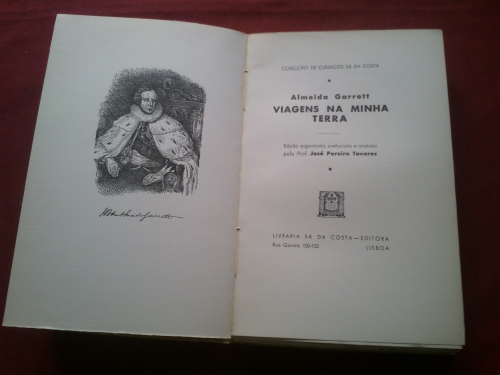 COLECÇÃO DE CLÁSSICOS SÁ DA COSTA
Almeida Garrett
VIAGENS NA MINHA
TERRA
Edição organizada, prefaciada e anotada
pelo Prof. José Pereira Tavares
LIVRARIA SÁ DA COSTA—EDITORA
Rua Garrett, 100-102 LISBOA